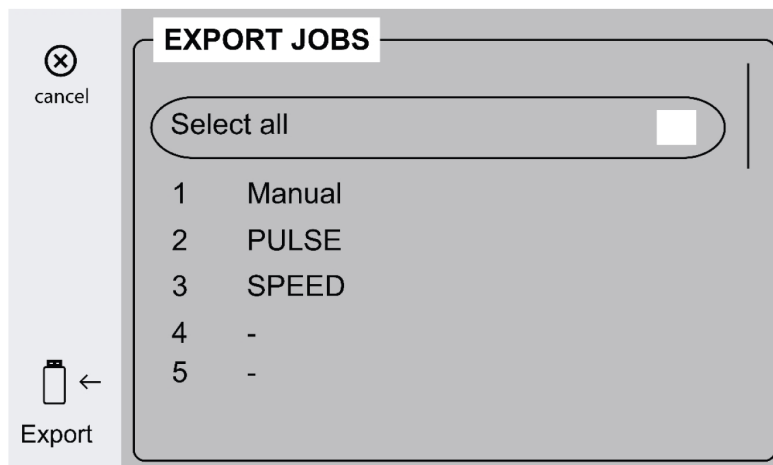 cancel
Export
EXPORT JOBS
Select all
1 Manual
2 PULSE
3 SPEED
4 -
5 -